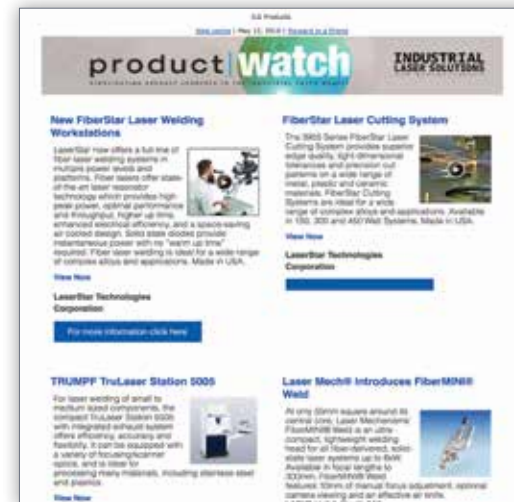 ILS Products
View online | May 13, 2016 | Forward to a Friend
product watch
INDUSTRIAL
LASER SOLUTIONS
New FiberStar Laser Welding
Workstations
LaserStar now offers a full line of
fiber laser welding systems in
multiple power levels and
platforms. Fiber lasers offer state-
of-the art laser resonator
technology which provides high
peak power, optimal performance
and throughput, higher up time,
enhanced electrical efficiency, and a space-saving
air cooled design. Solid state diodes provide
instantaneous power with no "warm up time"
required. Fiber laser welding is ideal for a wide range
of complex alloys and applications. Made in USA.
View Now
LaserStar Technologies
Corporation
For more information click here
FiberStar Laser Cutting System
The 3900 Series FiberStar Laser
Cutting System provides superior
edge quality, tight dimensional
tolerances and precision cut
patterns on a wide range of
metal, plastic and ceramic
materials. FiberStar Cutting
Systems are ideal for a wide
range of complex alloys and applications. Available
in 150, 300 and 450 Watt Systems. Made in USA.
View Now
LaserStar Technologies
Corporation
TRUMPF TruLaser Station 5005
For laser welding of small to
medium sized components, the
compact TruLaser Station 5005
with integrated exhaust system
offers efficiency, accuracy and
flexibility. It can be equipped with
a variety of focusing/scanner
optics, and is ideal for
processing many materials, including stainless steel
and plastics.
View Now
Laser Mech® Introduces FiberMINI®
Weld
At only 55mm square around its
central core, Laser Mechanisms'
FiberMINI® Weld is an ultra-
compact, lightweight welding
head for all fiber-delivered, solid-
state laser systems up to 6kW.
Available in focal lengths to
300mm, FiberMINI® Weld
features 10mm of manual focus adjustment, optional
camera viewing and an effective air knife.